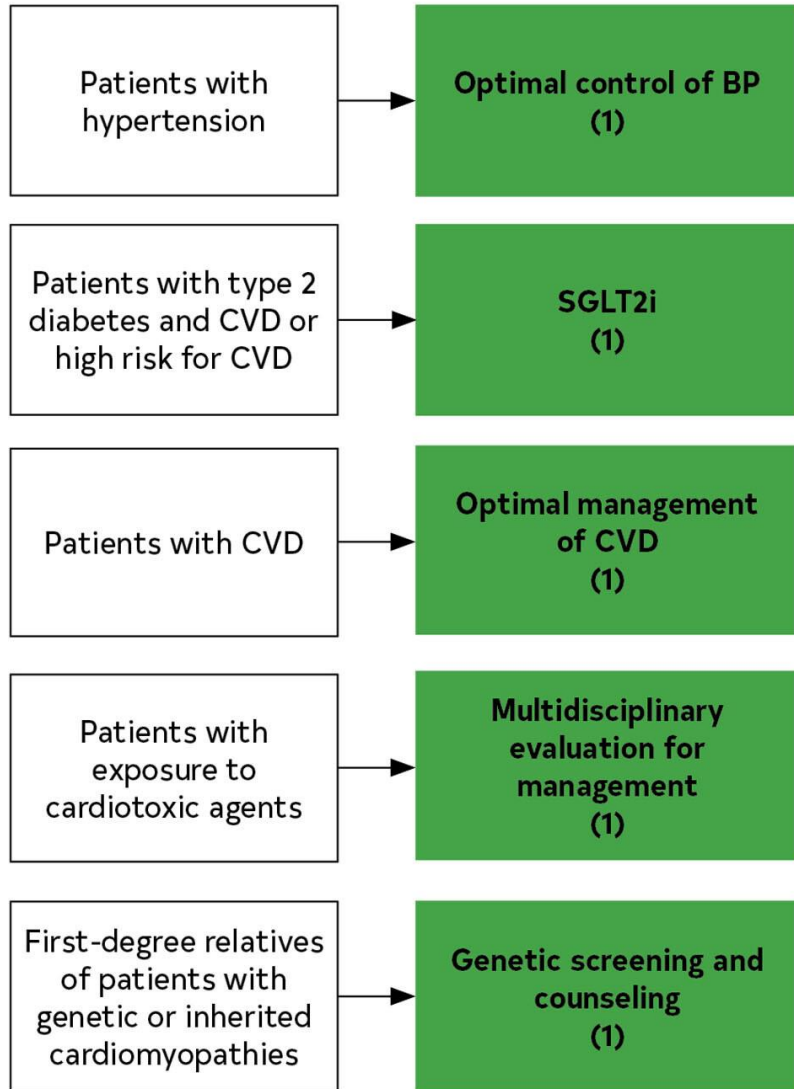 Patients with
hypertension
Optimal control of BP
(1)
Patients with type 2
diabetes and CVD or
high risk for CVD
SGLT2i
(1)
Patients with CVD
Optimal management
of CVD
(1)
Patients with
exposure to
cardiotoxic agents
Multidisciplinary
evaluation for
management
(1)
First-degree relatives
of patients with
genetic or inherited
cardiomyopathies
Genetic screening and
counseling
(1)